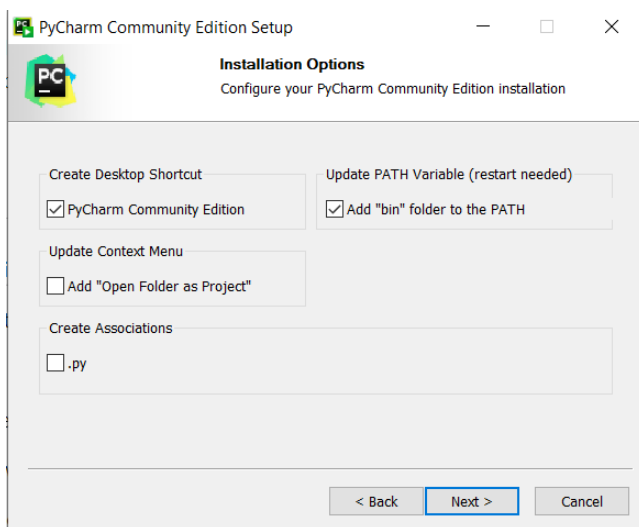 PyCharm Community Edition Setup
PC
Installation Options
Configure your PyCharm Community Edition installation
Create Desktop Shortcut
PyCharm Community Edition
Update PATH Variable (restart needed)
Add "bin" folder to the PATH
Update Context Menu
Add "Open Folder as Project"
Create Associations
.py
< Back
Next >
Cancel